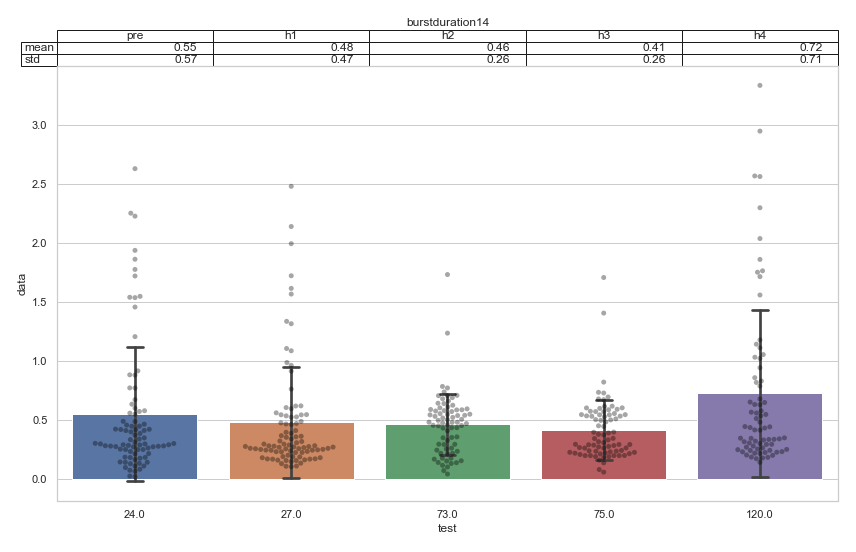 burstduration14
pre h1 h2 h3 h4
mean 0.55 0.48 0.46 0.41 0.72
std 0.57 0.47 0.26 0.26 0.71
3.0
2.5
2.0
data
1.5
1.0
0.5
0.0
24.0 27.0 73.0 75.0 120.0
test